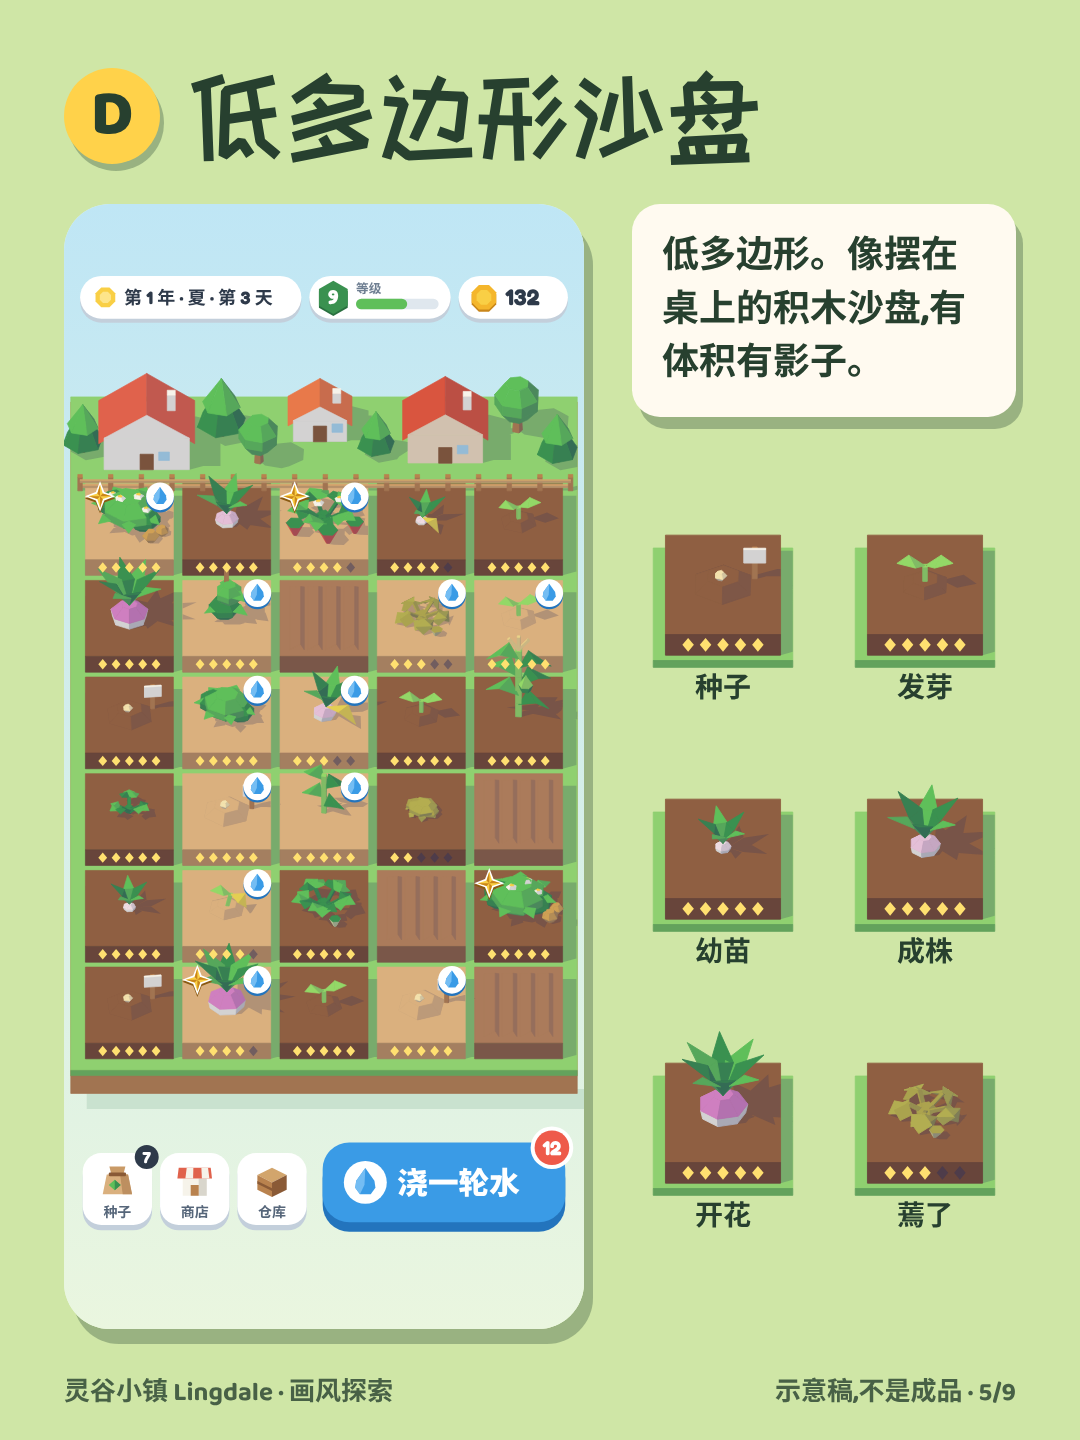 D 低多边形沙盘
第 1 年 · 夏 · 第 3 天
9
等级
132
低多边形。像摆在
桌上的积木沙盘,有
体积有影子。
种子
发芽
幼苗
成株
开花
蔫了
7
种子
商店
仓库
浇一轮水
12
灵谷小镇 Lingdale · 画风探索
示意稿,不是成品 · 5/9